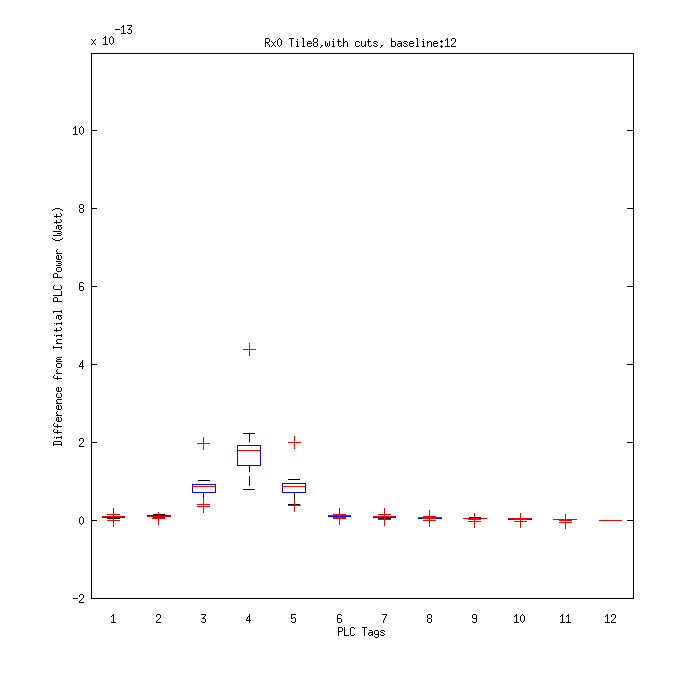 x 10^-13
Rx0 Tile8,with cuts, baseline:12
Difference from Initial PLC Power (Watt)
10
8
6
4
2
0
-2
1 2 3 4 5 6 7 8 9 10 11 12
PLC Tags